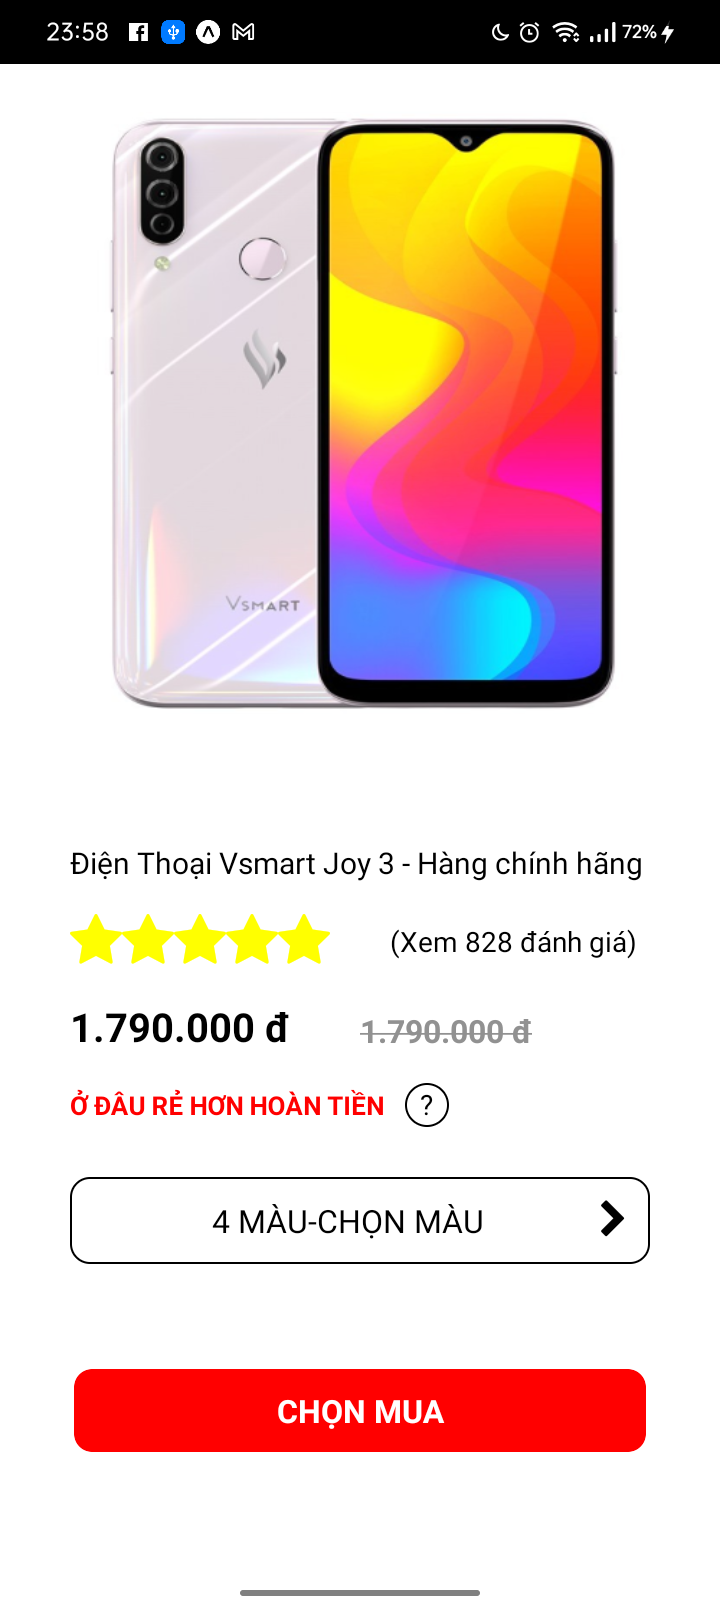 23:58
72%
VSMART
Điện Thoại Vsmart Joy 3 - Hàng chính hãng
(Xem 828 đánh giá)
1.790.000 đ
1.790.000 đ
Ở ĐÂU RẺ HƠN HOÀN TIỀN ?
4 MÀU-CHỌN MÀU
CHỌN MUA